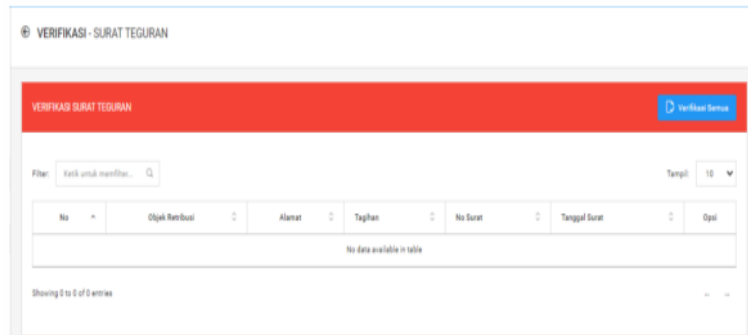 VERIFIKASI - SURAT TEGURAN
VERIFIKASI SURAT TEGURAN
Verifikasi Semua
Filter: Ketik untuk memfilter... Tampil: 10
No Objek Retribusi Alamat Tagihan No Surat Tanggal Surat Opsi
No data available in table
Showing 0 to 0 of 0 entries